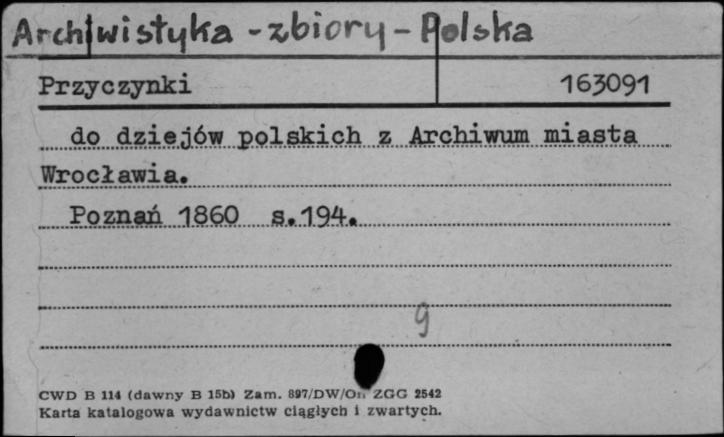 Archiwistyka - zbiory - Polska
Przyczynki 163091
do dziejów polskich z Archiwum miasta
Wrocławia.
Poznań 1860 s.194.
9
CWD B 114 (dawny B 15b) Zam. 897/DW/On ZGG 2542
Karta katalogowa wydawnictw ciągłych i zwartych.